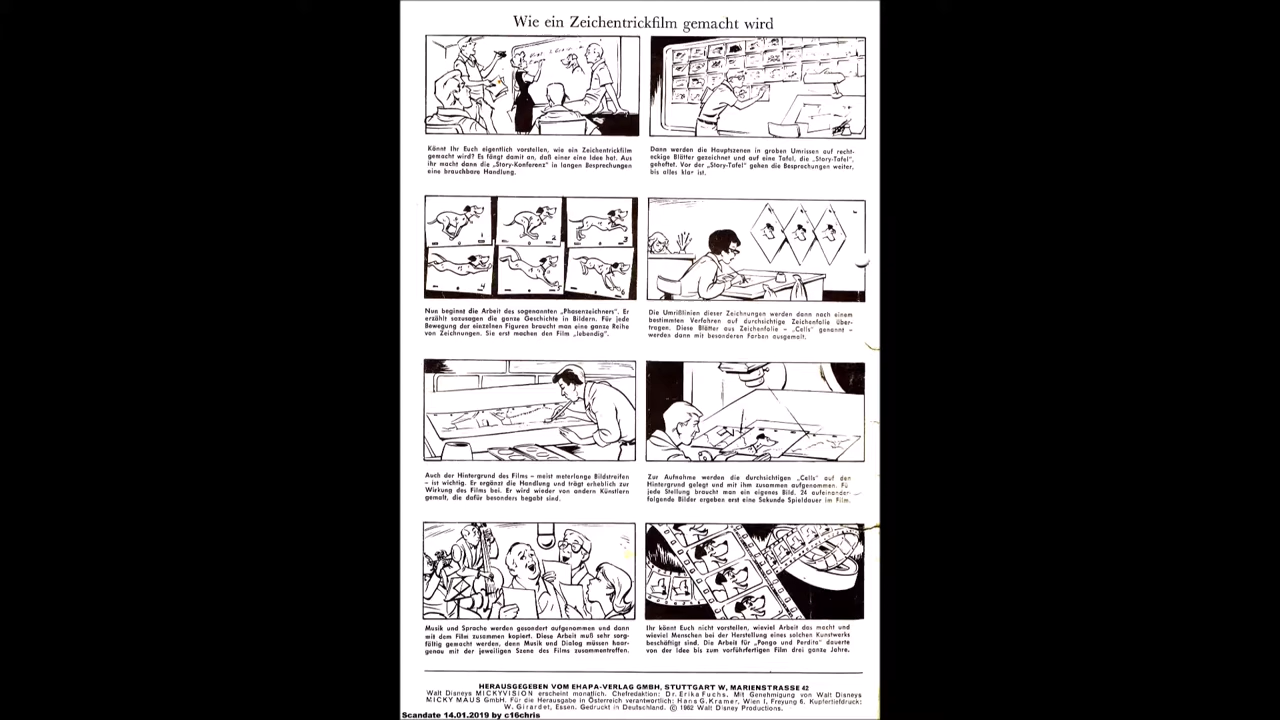 Wie ein Zeichentrickfilm gemacht wird
Könnt Ihr Euch eigentlich vorstellen, wie ein Zeichentrickfilm
gemacht wird? Es fängt damit an, daß einer eine Idee hat. Aus
ihr macht dann die „Story-Konferenz" in langen Besprechungen
eine brauchbare Handlung.
Dann werden die Hauptszenen in groben Umrissen auf recht-
eckige Blätter gezeichnet und auf eine Tafel, die „Story-Tafel",
geheftet. Vor der „Story-Tafel" gehen die Besprechungen weiter,
bis alles klar ist.
1
2
3
4
5
6
Nun beginnt die Arbeit des sogenannten „Phasenzeichners". Er
erzählt sozusagen die ganze Geschichte in Bildern. Für jede
Bewegung der einzelnen Figuren braucht man eine ganze Reihe
von Zeichnungen. Sie erst machen den Film „lebendig".
Die Umrißlinien dieser Zeichnungen werden dann nach einem
bestimmten Verfahren auf durchsichtige Zeichenfolie über-
tragen. Diese Blätter aus Zeichenfolie – „Cells" genannt –
werden dann mit besonderen Farben ausgemalt.
Auch der Hintergrund des Films – meist meterlange Bildstreifen
– ist wichtig. Er ergänzt die Handlung und trägt erheblich zur
Wirkung des Films bei. Er wird wieder von andern Künstlern
gemalt, die dafür besonders begabt sind.
Zur Aufnahme werden die durchsichtigen „Cells" auf den
Hintergrund gelegt und mit ihm zusammen aufgenommen. Fü
jede Stellung braucht man ein eigenes Bild. 24 aufeinander-
folgende Bilder ergeben erst eine Sekunde Spieldauer im Film.
Musik und Sprache werden gesondert aufgenommen und dann
mit dem Film zusammen kopiert. Diese Arbeit muß sehr sorg-
fältig gemacht werden, denn Musik und Dialog müssen haar-
genau mit der jeweiligen Szene des Films zusammentreffen.
Ihr könnt Euch nicht vorstellen, wieviel Arbeit das macht und
wieviel Menschen bei der Herstellung eines solchen Kunstwerks
beschäftigt sind. Die Arbeit für „Pongo und Perdita" dauerte
von der Idee bis zum vorführfertigen Film drei ganze Jahre.
HERAUSGEGEBEN VOM EHAPA-VERLAG GMBH, STUTTGART W, MARIENSTRASSE 42
Walt Disneys MICKYVISION erscheint monatlich. Chefredaktion: Dr. Erika Fuchs. Mit Genehmigung von Walt Disneys
MICKY MAUS GmbH. Für die Herausgabe in Österreich verantwortlich: Hans G. Kramer, Wien I, Freyung 6. Kupfertiefdruck:
W. Girardet, Essen. Gedruckt in Deutschland. © 1962 Walt Disney Productions.
Scandate 14.01.2019 by c16chris